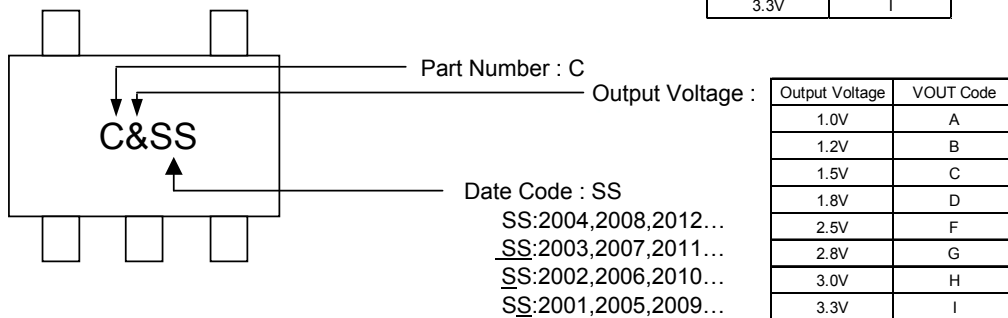 3.3V I
Part Number : C
Output Voltage :
C&SS
Date Code : SS
SS:2004,2008,2012…
SS:2003,2007,2011…
SS:2002,2006,2010…
SS:2001,2005,2009…
Output Voltage VOUT Code
1.0V A
1.2V B
1.5V C
1.8V D
2.5V F
2.8V G
3.0V H
3.3V I